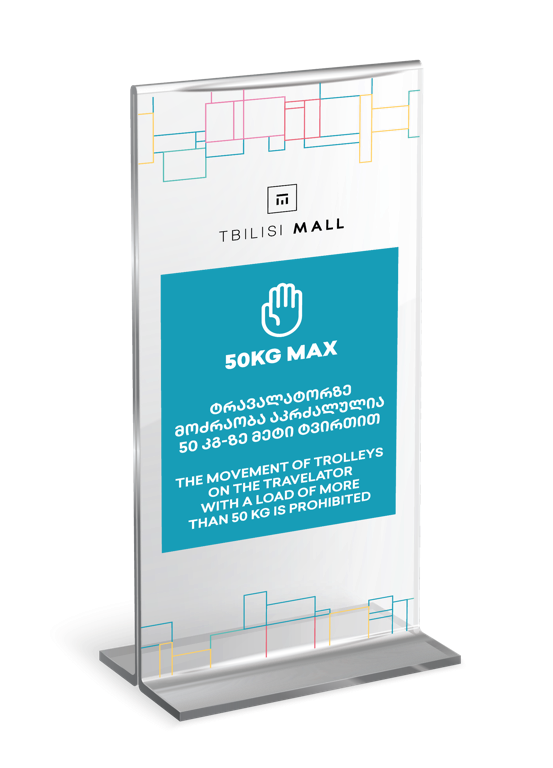 TBILISI MALL
50KG MAX
ᲢᲠᲐᲕᲐᲚᲐᲢᲝᲠᲖᲔ
ᲛᲝᲫᲠᲐᲝᲑᲐ ᲐᲙᲠᲫᲐᲚᲣᲚᲘᲐ
50 ᲙᲒ-ᲖᲔ ᲛᲔᲢᲘ ᲢᲕᲘᲠᲗᲘᲗ
THE MOVEMENT OF TROLLEYS
ON THE TRAVELATOR
WITH A LOAD OF MORE
THAN 50 KG IS PROHIBITED